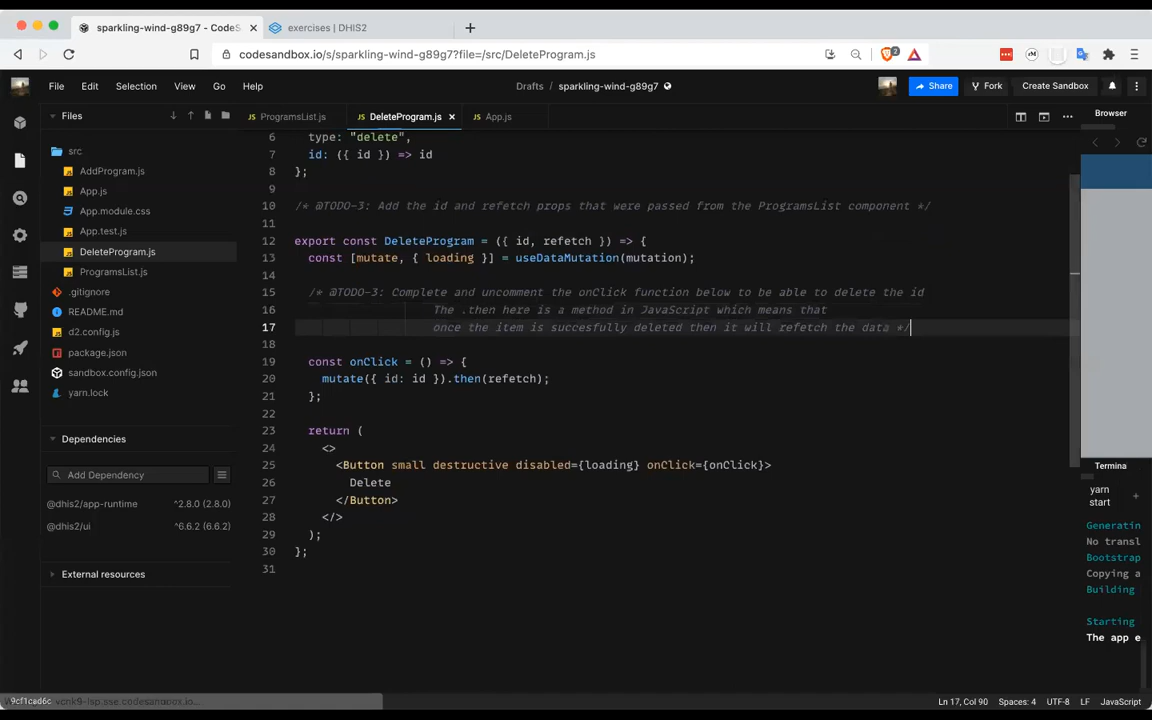 sparkling-wind-g89g7 - CodeS
exercises | DHIS2
codesandbox.io/s/sparkling-wind-g89g7?file=/src/DeleteProgram.js
2
File Edit Selection View Go Help
Drafts / sparkling-wind-g89g7
Share Fork Create Sandbox
Files
ProgramsList.js DeleteProgram.js App.js
Browser
src
AddProgram.js
App.js
App.module.css
App.test.js
DeleteProgram.js
ProgramsList.js
.gitignore
README.md
d2.config.js
package.json
sandbox.config.json
yarn.lock
Dependencies
Add Dependency
@dhis2/app-runtime ^2.8.0 (2.8.0)
@dhis2/ui ^6.6.2 (6.6.2)
External resources
6 type: "delete",
7 id: ({ id }) => id
8 };
9
10 /* @TODO-3: Add the id and refetch props that were passed from the ProgramsList component */
11
12 export const DeleteProgram = ({ id, refetch }) => {
13 const [mutate, { loading }] = useDataMutation(mutation);
14
15 /* @TODO-3: Complete and uncomment the onClick function below to be able to delete the id
16 The .then here is a method in JavaScript which means that
17 once the item is succesfully deleted then it will refetch the data */
18
19 const onClick = () => {
20 mutate({ id: id }).then(refetch);
21 };
22
23 return (
24 <>
25 <Button small destructive disabled={loading} onClick={onClick}>
26 Delete
27 </Button>
28 </>
29 );
30 };
31
Termina
yarn
start
Generatin
No transl
Bootstrap
Copying a
Building
Starting
The app e
9cf1cad6c
Ln 17, Col 90 Spaces: 4 UTF-8 LF JavaScript